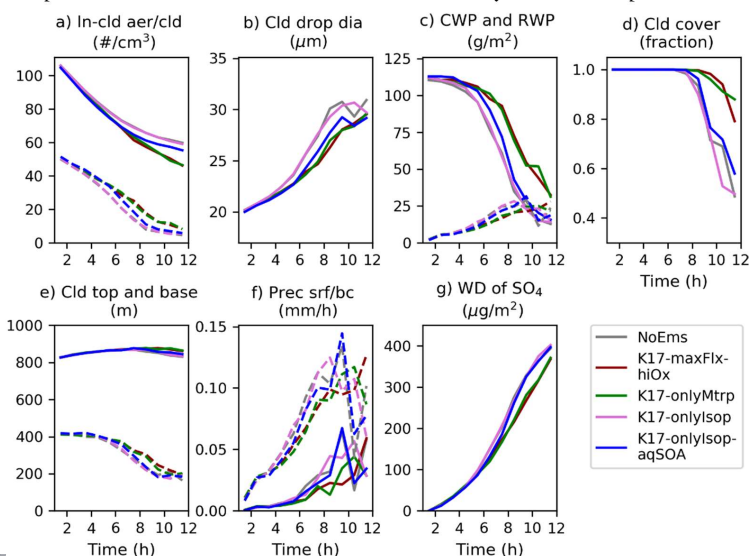 a) In-cld aer/cld
(#/cm³)
b) Cld drop dia
(μm)
c) CWP and RWP
(g/m²)
d) Cld cover
(fraction)
100
80
60
40
20
0
2 4 6 8 10 12
35
30
25
20
2 4 6 8 10 12
125
100
75
50
25
0
2 4 6 8 10 12
1.0
0.8
0.6
0.4
2 4 6 8 10 12
Time (h)
e) Cld top and base
(m)
f) Prec srf/bc
(mm/h)
g) WD of SO₄
(μg/m²)
1000
800
600
400
200
0
2 4 6 8 10 12
Time (h)
0.15
0.10
0.05
0.00
2 4 6 8 10 12
Time (h)
400
300
200
100
0
2 4 6 8 10 12
Time (h)
NoEms
K17-maxFlx-
hiOx
K17-onlyMtrp
K17-onlyIsop
K17-onlyIsop-
aqSOA